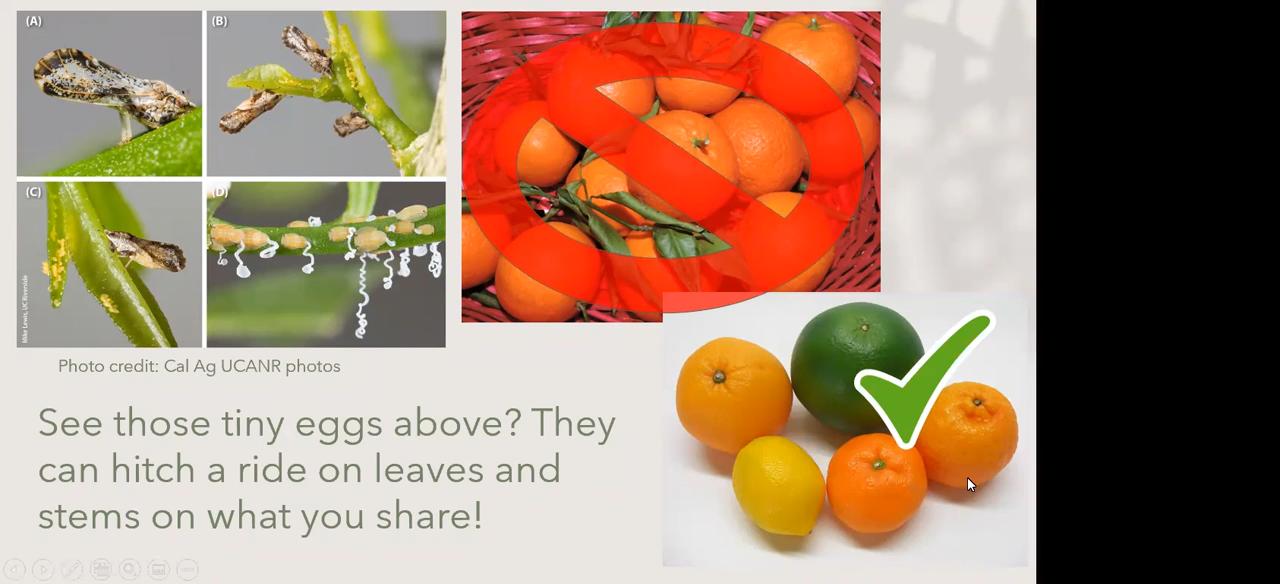 (A)
(B)
(C)
(D)
Mike Lewis, UC Riverside
Photo credit: Cal Ag UCANR photos
See those tiny eggs above? They
can hitch a ride on leaves and
stems on what you share!